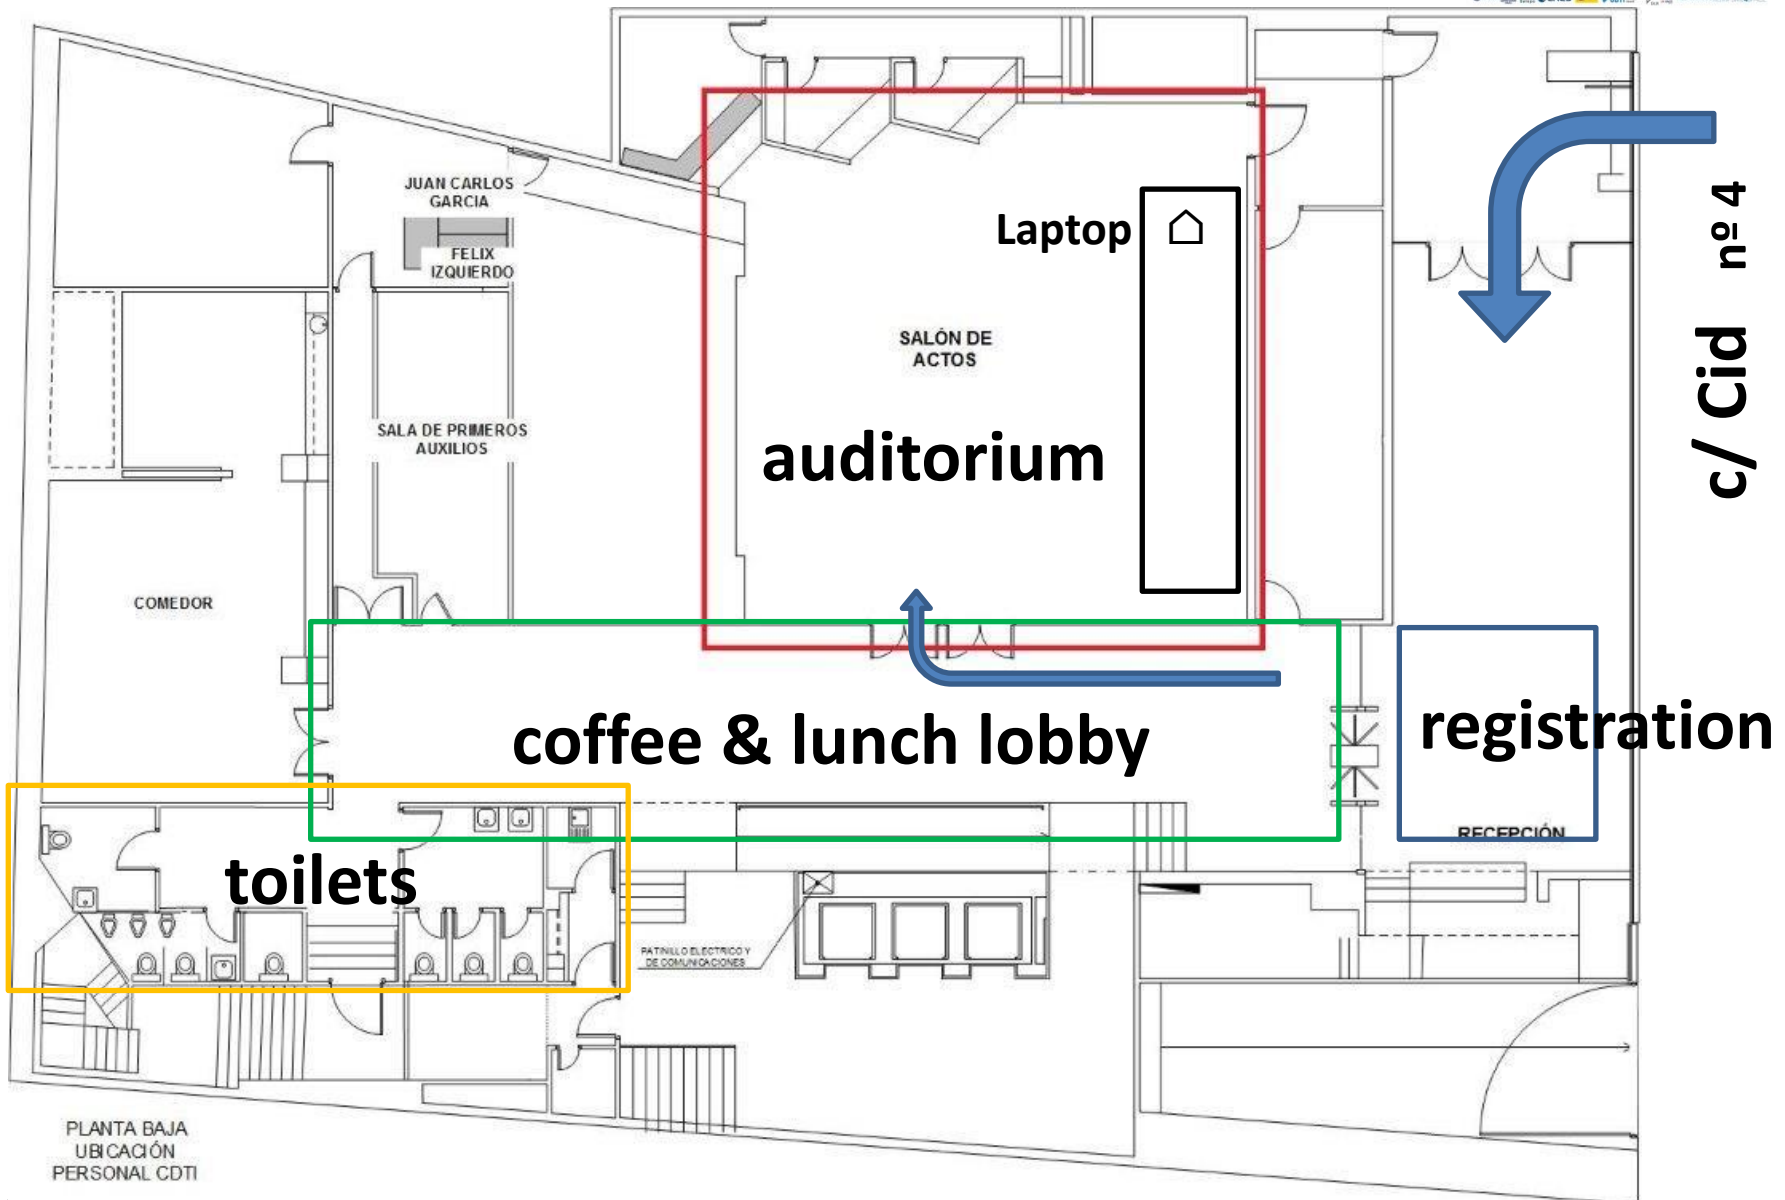 JUAN CARLOS
GARCIA
FELIX
IZQUIERDO
Laptop
c/ Cid nº 4
SALÓN DE
ACTOS
auditorium
SALA DE PRIMEROS
AUXILIOS
COMEDOR
coffee & lunch lobby
registration
RECEPCIÓN
toilets
PATINILLO ELECTRICO Y
DE COMUNICACIONES
PLANTA BAJA
UBICACIÓN
PERSONAL CDTI